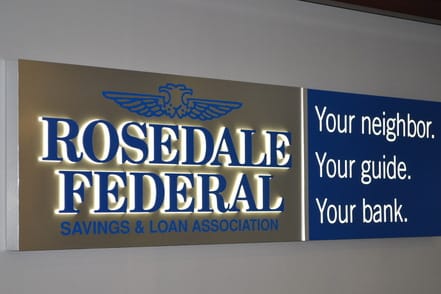 ROSEDALE
FEDERAL
SAVINGS & LOAN ASSOCIATION
Your neighbor.
Your guide.
Your bank.